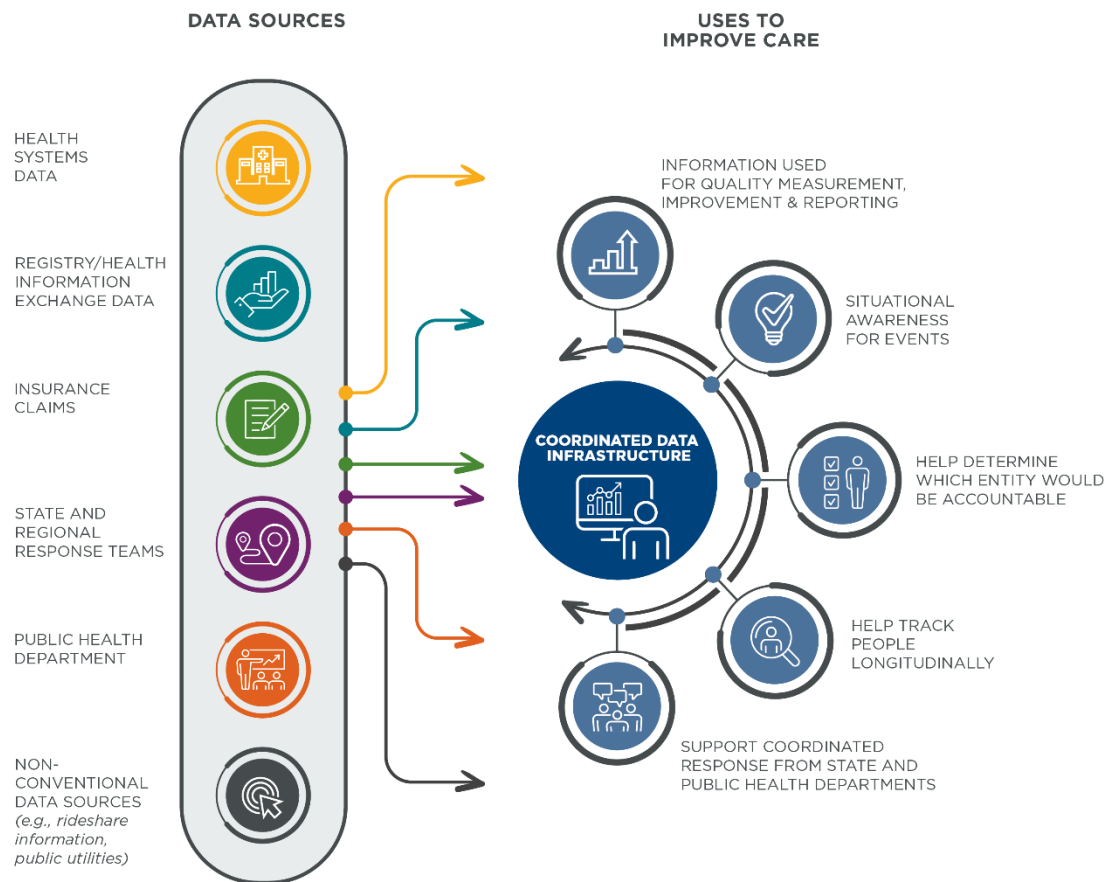 DATA SOURCES
HEALTH
SYSTEMS
DATA
REGISTRY/HEALTH
INFORMATION
EXCHANGE DATA
INSURANCE
CLAIMS
STATE AND
REGIONAL
RESPONSE TEAMS
PUBLIC HEALTH
DEPARTMENT
NON-
CONVENTIONAL
DATA SOURCES
(e.g., rideshare
information,
public utilities)
USES TO
IMPROVE CARE
INFORMATION USED
FOR QUALITY MEASUREMENT,
IMPROVEMENT & REPORTING
SITUATIONAL
AWARENESS
FOR EVENTS
COORDINATED DATA
INFRASTRUCTURE
HELP DETERMINE
WHICH ENTITY WOULD
BE ACCOUNTABLE
HELP TRACK
PEOPLE
LONGITUDINALLY
SUPPORT COORDINATED
RESPONSE FROM STATE AND
PUBLIC HEALTH DEPARTMENTS